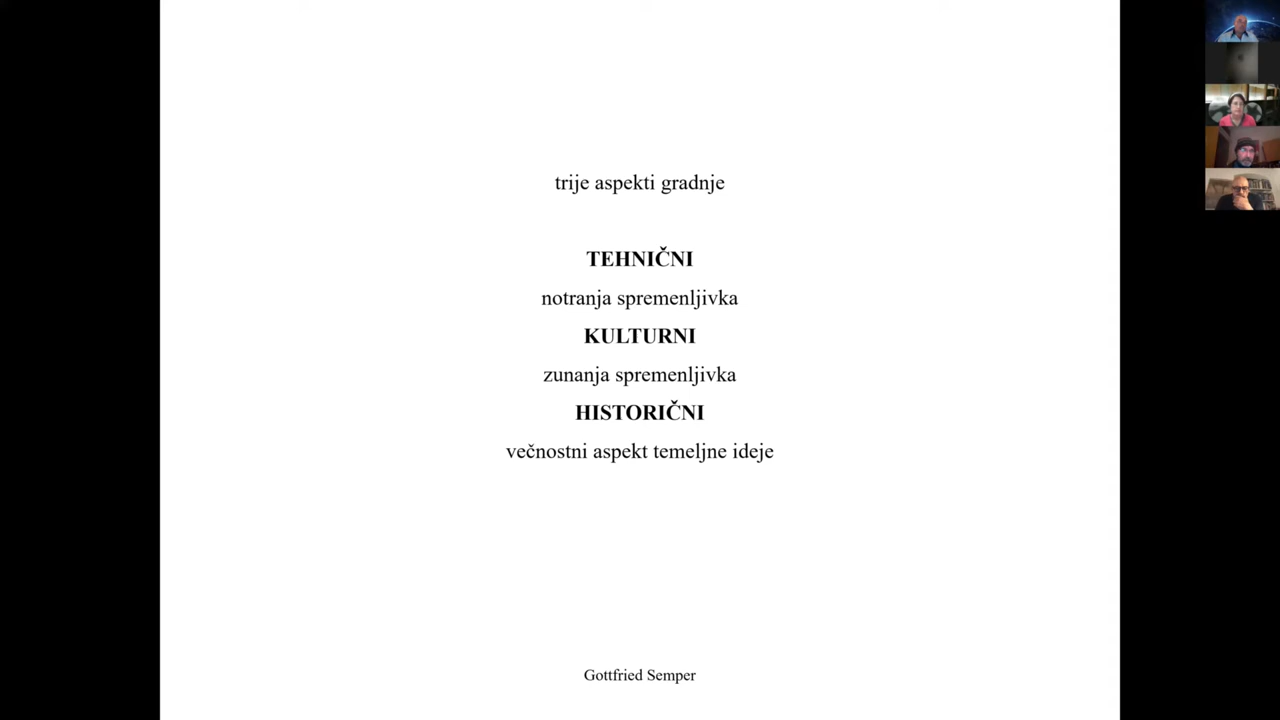 trije aspekti gradnje
TEHNIČNI
notranja spremenljivka
KULTURNI
zunanja spremenljivka
HISTORIČNI
večnostni aspekt temeljne ideje
Gottfried Semper